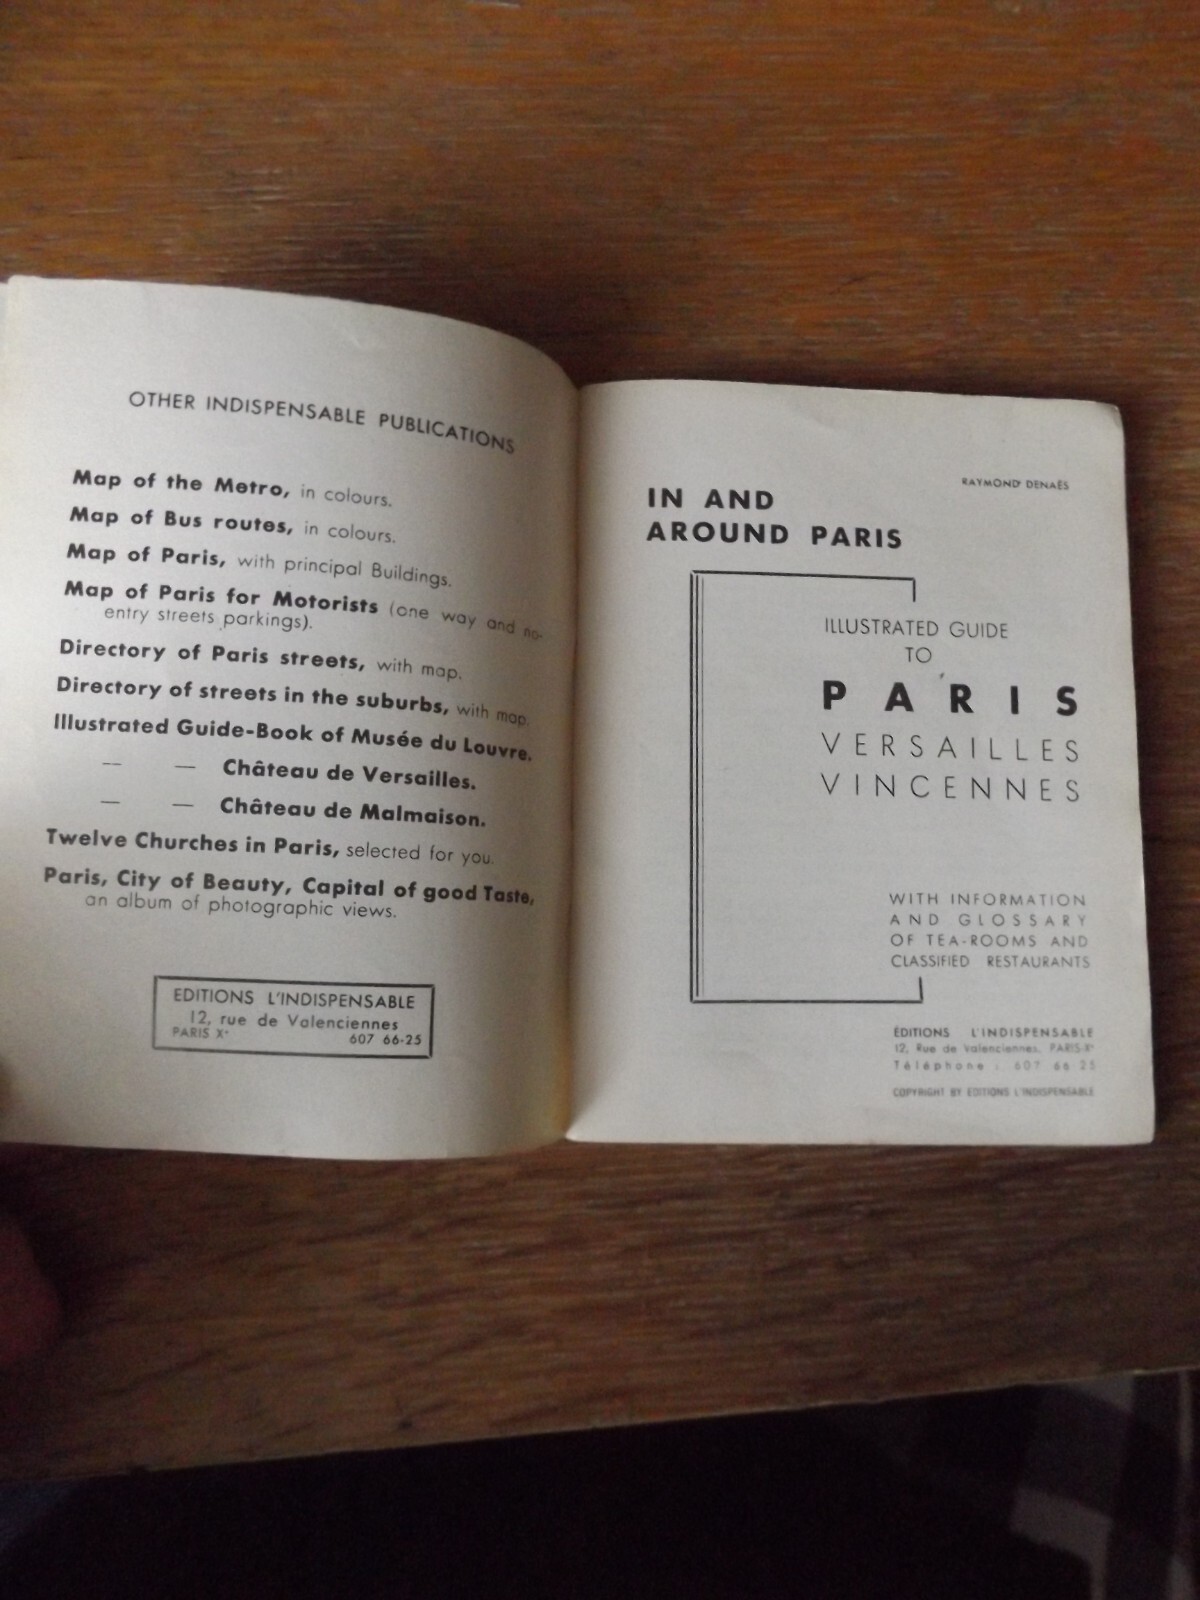 OTHER INDISPENSABLE PUBLICATIONS
Map of the Metro, in colours.
Map of Bus routes, in colours.
Map of Paris, with principal Buildings.
Map of Paris for Motorists (one way and no-
entry streets parkings).
Directory of Paris streets, with map.
Directory of streets in the suburbs, with map.
Illustrated Guide-Book of Musée du Louvre.
— — Château de Versailles.
— — Château de Malmaison.
Twelve Churches in Paris, selected for you.
Paris, City of Beauty, Capital of good Taste,
an album of photographic views.
EDITIONS L'INDISPENSABLE
12, rue de Valenciennes
PARIS Xe 607 66-25
RAYMOND DENAËS
IN AND
AROUND PARIS
ILLUSTRATED GUIDE
TO
PARIS
VERSAILLES
VINCENNES
WITH INFORMATION
AND GLOSSARY
OF TEA-ROOMS AND
CLASSIFIED RESTAURANTS
ÉDITIONS L'INDISPENSABLE
12, Rue de Valenciennes, PARIS-Xe
Téléphone : 607 66 25
COPYRIGHT BY EDITIONS L'INDISPENSABLE